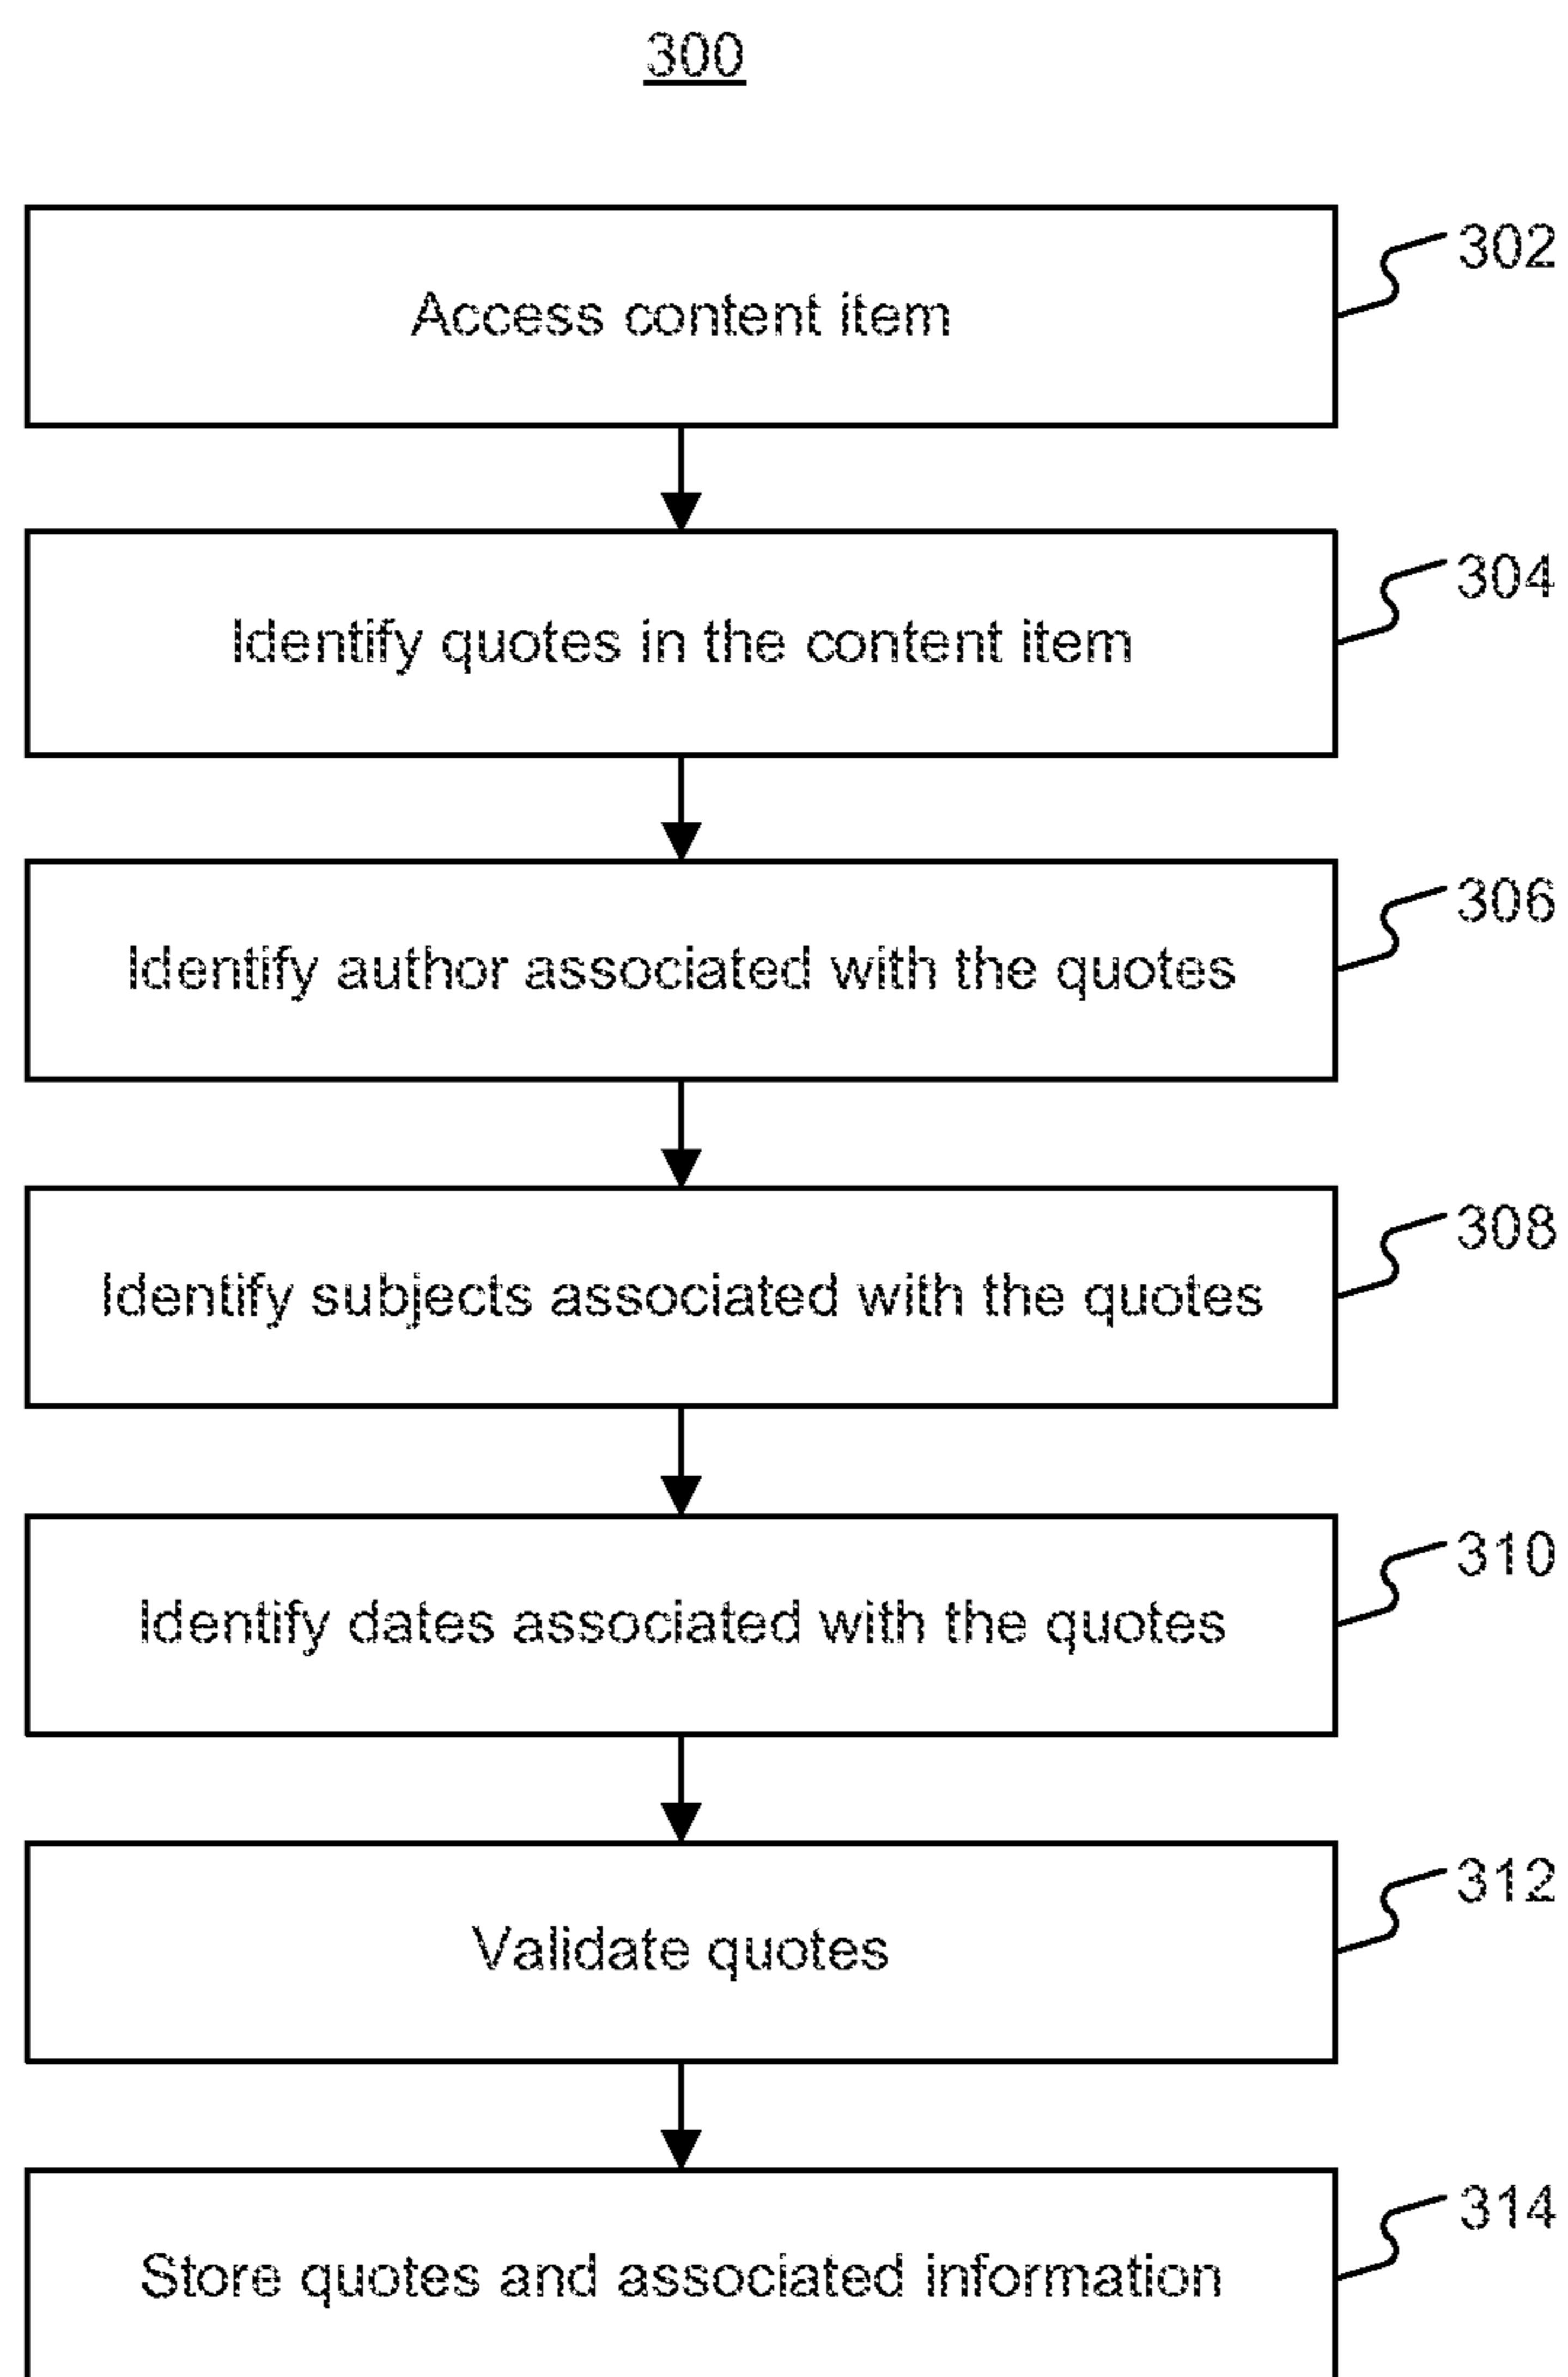 300
Access content item
302
Identify quotes in the content item
304
Identify author associated with the quotes
306
Identify subjects associated with the quotes
308
Identify dates associated with the quotes
310
Validate quotes
312
Store quotes and associated information
314